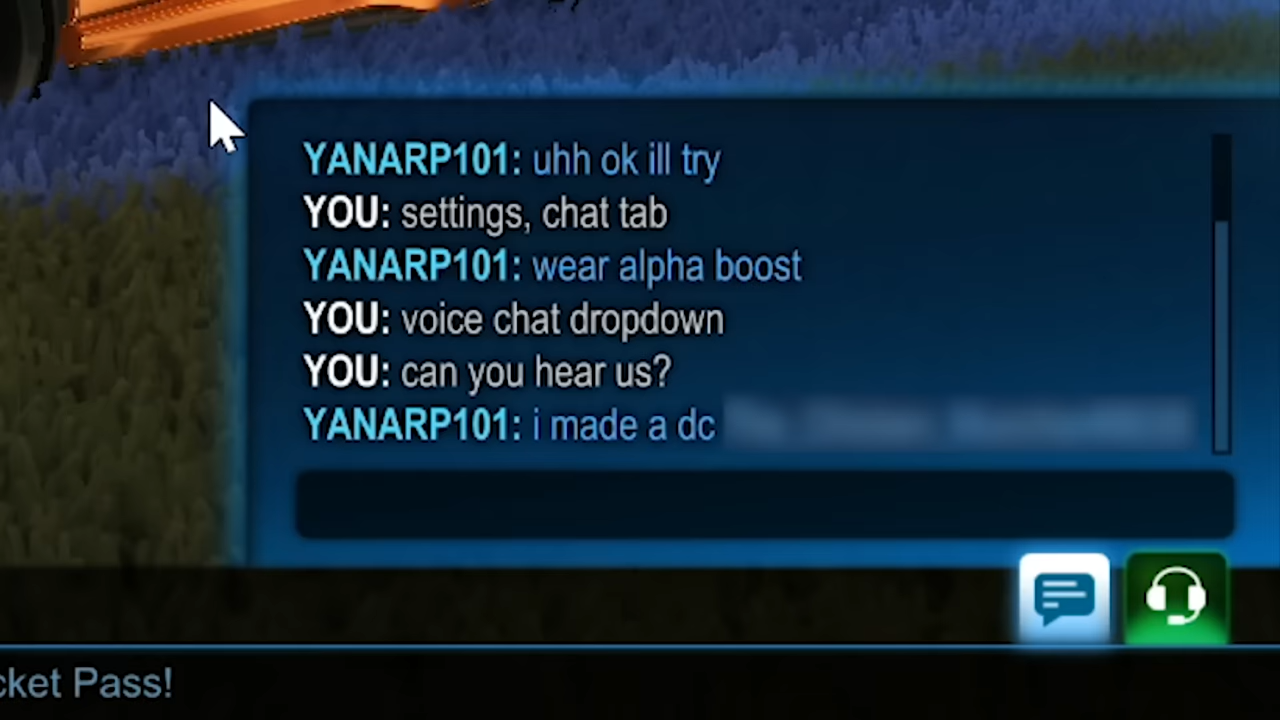 YANARP101: uhh ok ill try
YOU: settings, chat tab
YANARP101: wear alpha boost
YOU: voice chat dropdown
YOU: can you hear us?
YANARP101: i made a dc
cket Pass!